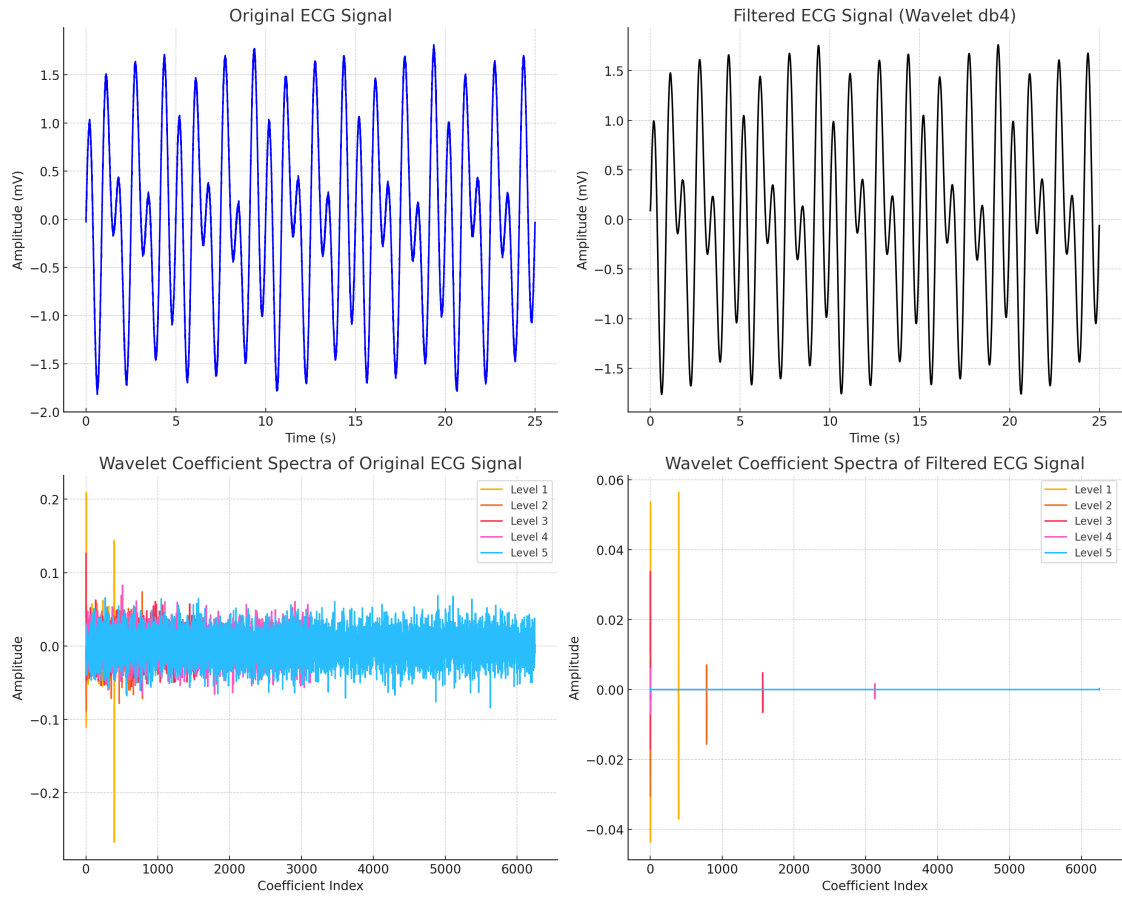 Original ECG Signal
Amplitude (mV)
1.5
1.0
0.5
0.0
−0.5
−1.0
−1.5
−2.0
0 5 10 15 20 25
Time (s)
Filtered ECG Signal (Wavelet db4)
Amplitude (mV)
1.5
1.0
0.5
0.0
−0.5
−1.0
−1.5
0 5 10 15 20 25
Time (s)
Wavelet Coefficient Spectra of Original ECG Signal
Amplitude
0.2
0.1
0.0
−0.1
−0.2
Level 1
Level 2
Level 3
Level 4
Level 5
0 1000 2000 3000 4000 5000 6000
Coefficient Index
Wavelet Coefficient Spectra of Filtered ECG Signal
Amplitude
0.06
0.04
0.02
0.00
−0.02
−0.04
Level 1
Level 2
Level 3
Level 4
Level 5
0 1000 2000 3000 4000 5000 6000
Coefficient Index